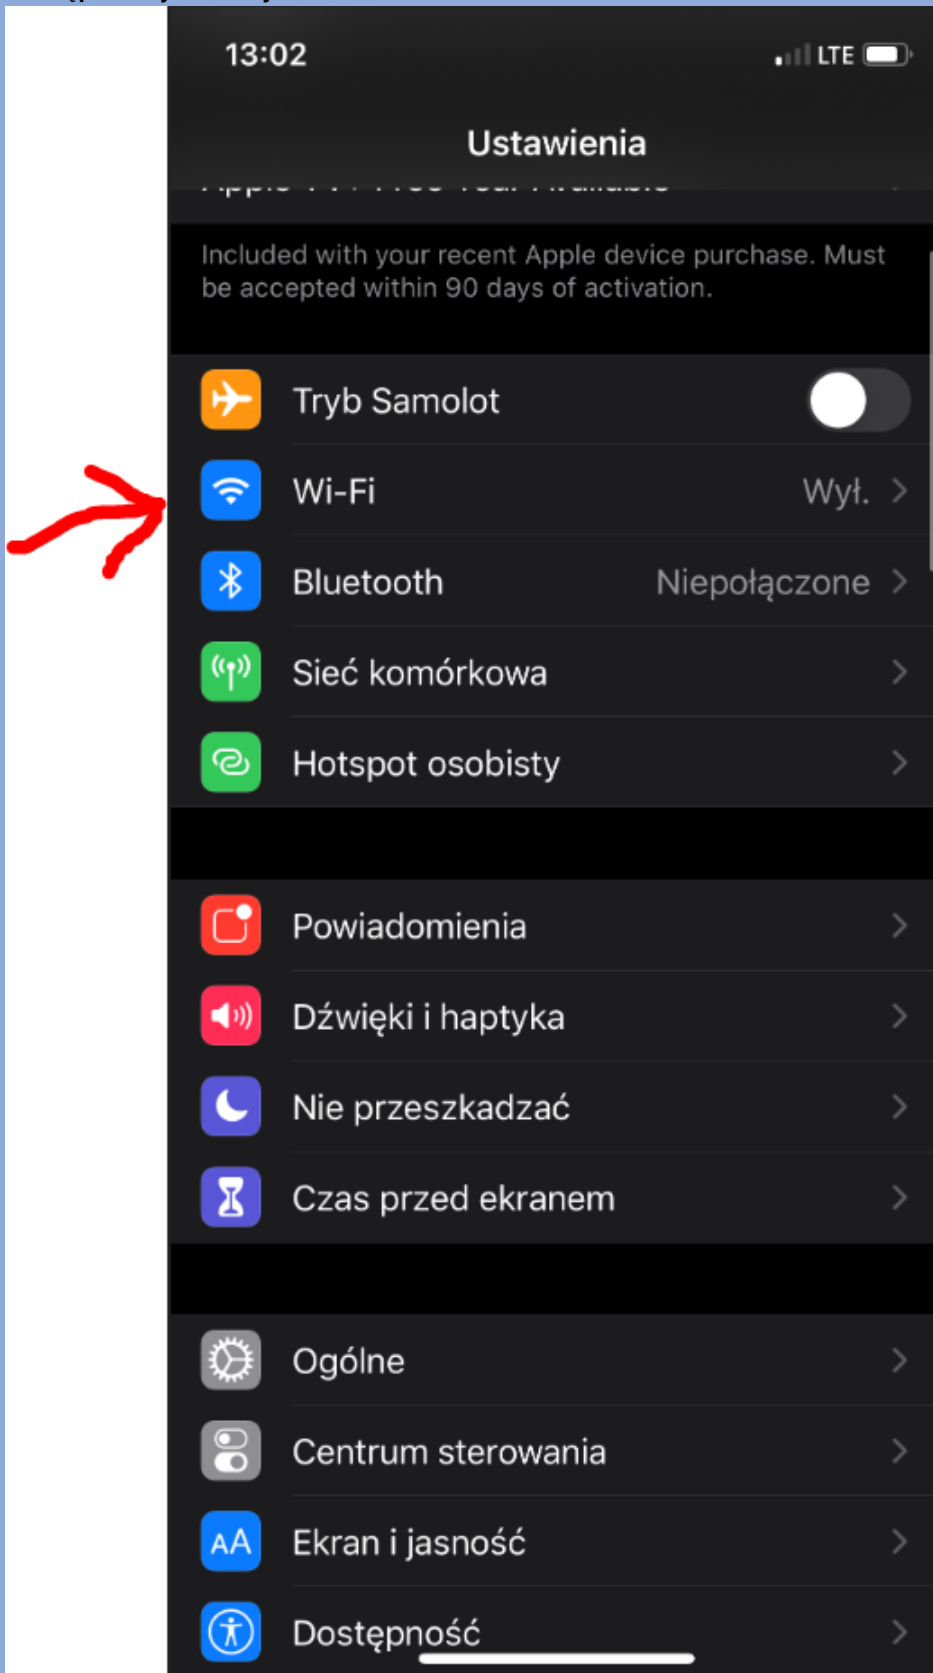 13:02
LTE
Ustawienia
Included with your recent Apple device purchase. Must
be accepted within 90 days of activation.
Tryb Samolot
Wi-Fi Wył.
Bluetooth Niepołączone
Sieć komórkowa
Hotspot osobisty
Powiadomienia
Dźwięki i haptyka
Nie przeszkadzać
Czas przed ekranem
Ogólne
Centrum sterowania
AA Ekran i jasność
Dostępność